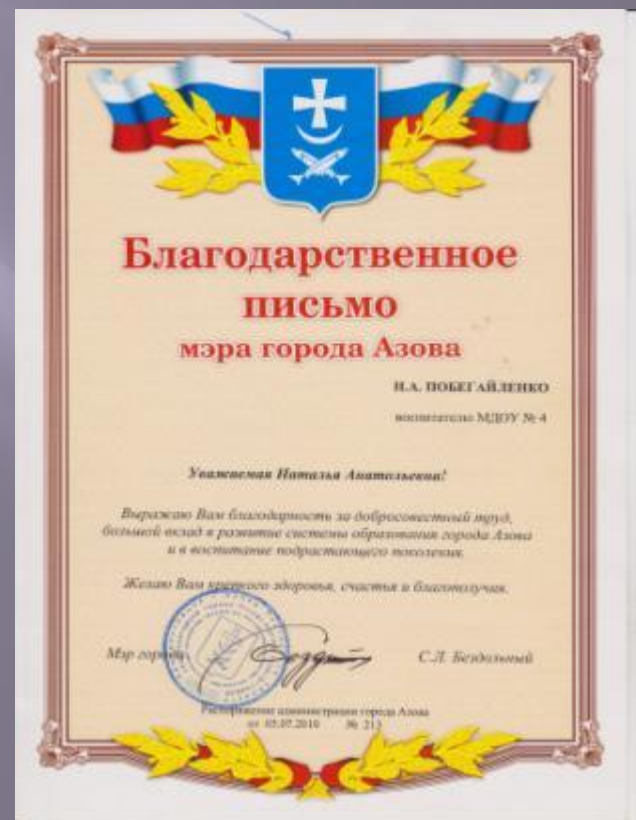 Благодарственное
письмо
мэра города Азова
Н.А. ПОБЕГАЙЛЕНКО
воспитателю МДОУ № 4
Уважаемая Наталья Анатольевна!
Выражаю Вам благодарность за добросовестный труд,
большой вклад в развитие системы образования города Азова
и в воспитание подрастающего поколения.
Желаю Вам крепкого здоровья, счастья и благополучия.
Мэр города
С.Л. Бездольный
Распоряжение администрации города Азова
от 05.07.2010 № 213